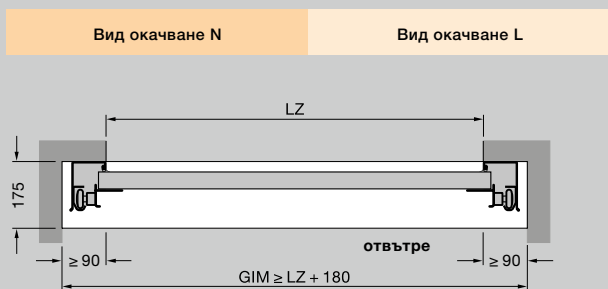 Вид окачване N
Вид окачване L
LZ
175
отвътре
≥ 90
≥ 90
GIM ≥ LZ + 180